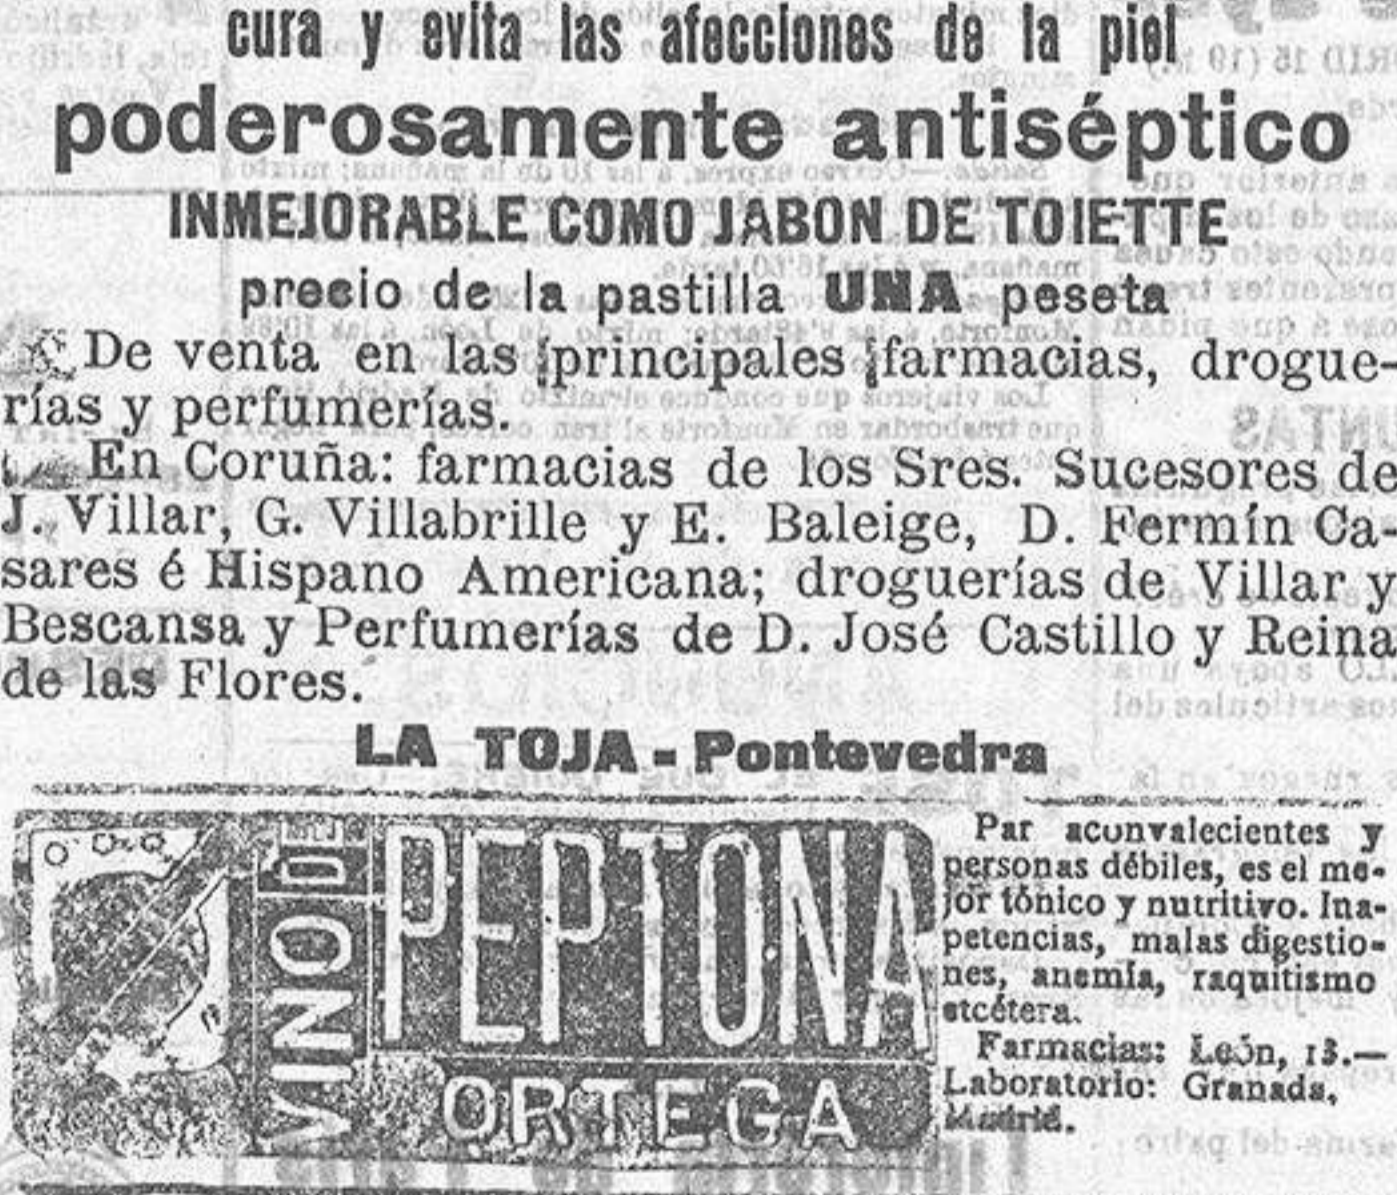 cura y evita las afecciones de la piel
poderosamente antiséptico
INMEJORABLE COMO JABON DE TOIETTE
precio de la pastilla UNA peseta
De venta en las principales farmacias, drogue-
rías y perfumerías.
En Coruña: farmacias de los Sres. Sucesores de
J. Villar, G. Villabrille y E. Baleige, D. Fermín Ca-
sares é Hispano Americana; droguerías de Villar y
Bescansa y Perfumerías de D. José Castillo y Reina
de las Flores.
LA TOJA - Pontevedra
VINO DE
PEPTONA
ORTEGA
Par aconvalecientes y
personas débiles, es el me-
jor tónico y nutritivo. Ina-
petencias, malas digestio-
nes, anemia, raquitismo
etcétera.
Farmacias: León, 13.—
Laboratorio: Granada,
Madrid.